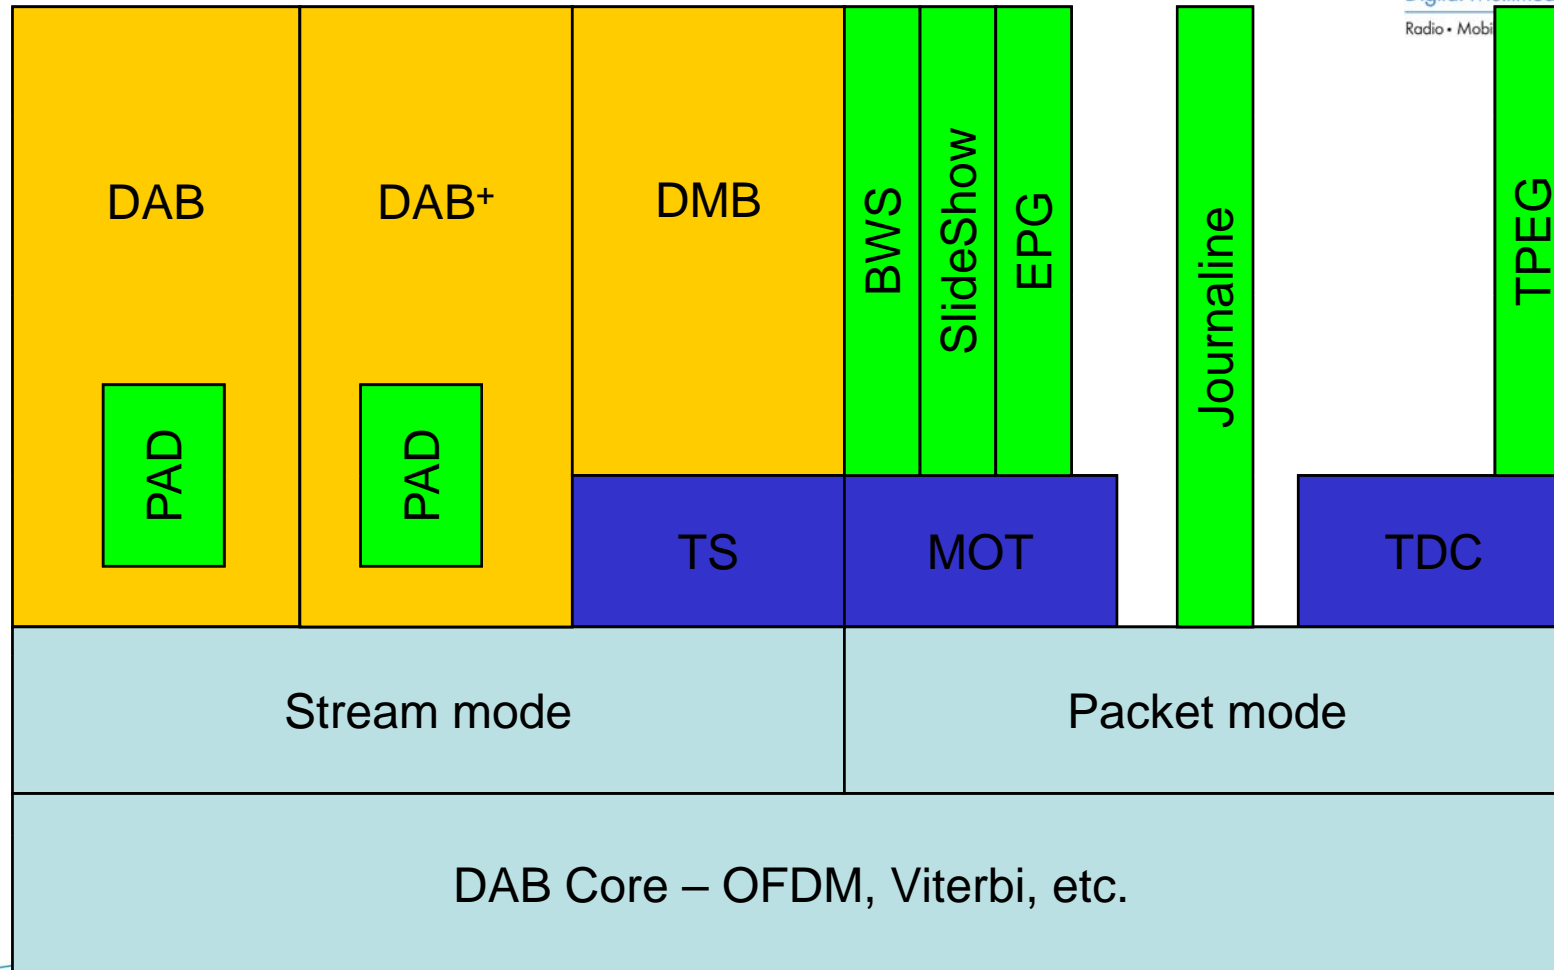 Radio • Mobi
DAB
DAB+
DMB
BWS
SlideShow
EPG
Journaline
TPEG
PAD
PAD
TS
MOT
TDC
Stream mode
Packet mode
DAB Core – OFDM, Viterbi, etc.